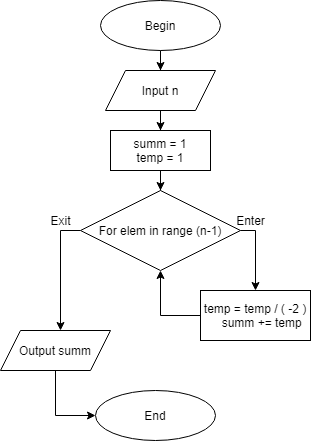 Begin
Input n
summ = 1
temp = 1
For elem in range (n-1)
Exit
Enter
temp = temp / ( -2 )
summ += temp
Output summ
End